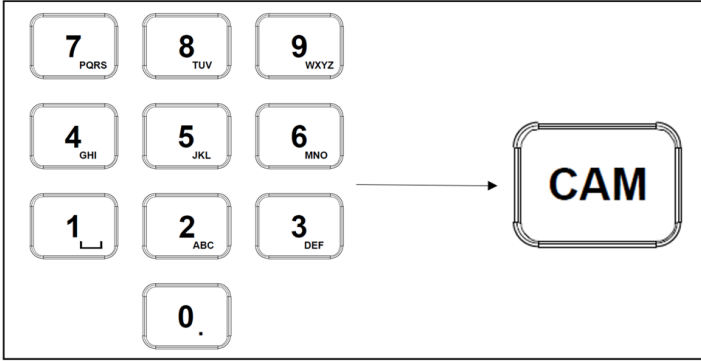 7 PQRS
8 TUV
9 WXYZ
4 GHI
5 JKL
6 MNO
1
2 ABC
3 DEF
0 .
CAM